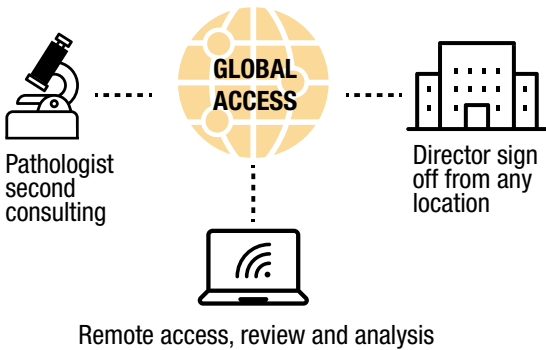 GLOBAL
ACCESS
Pathologist
second
consulting
Director sign
off from any
location
Remote access, review and analysis